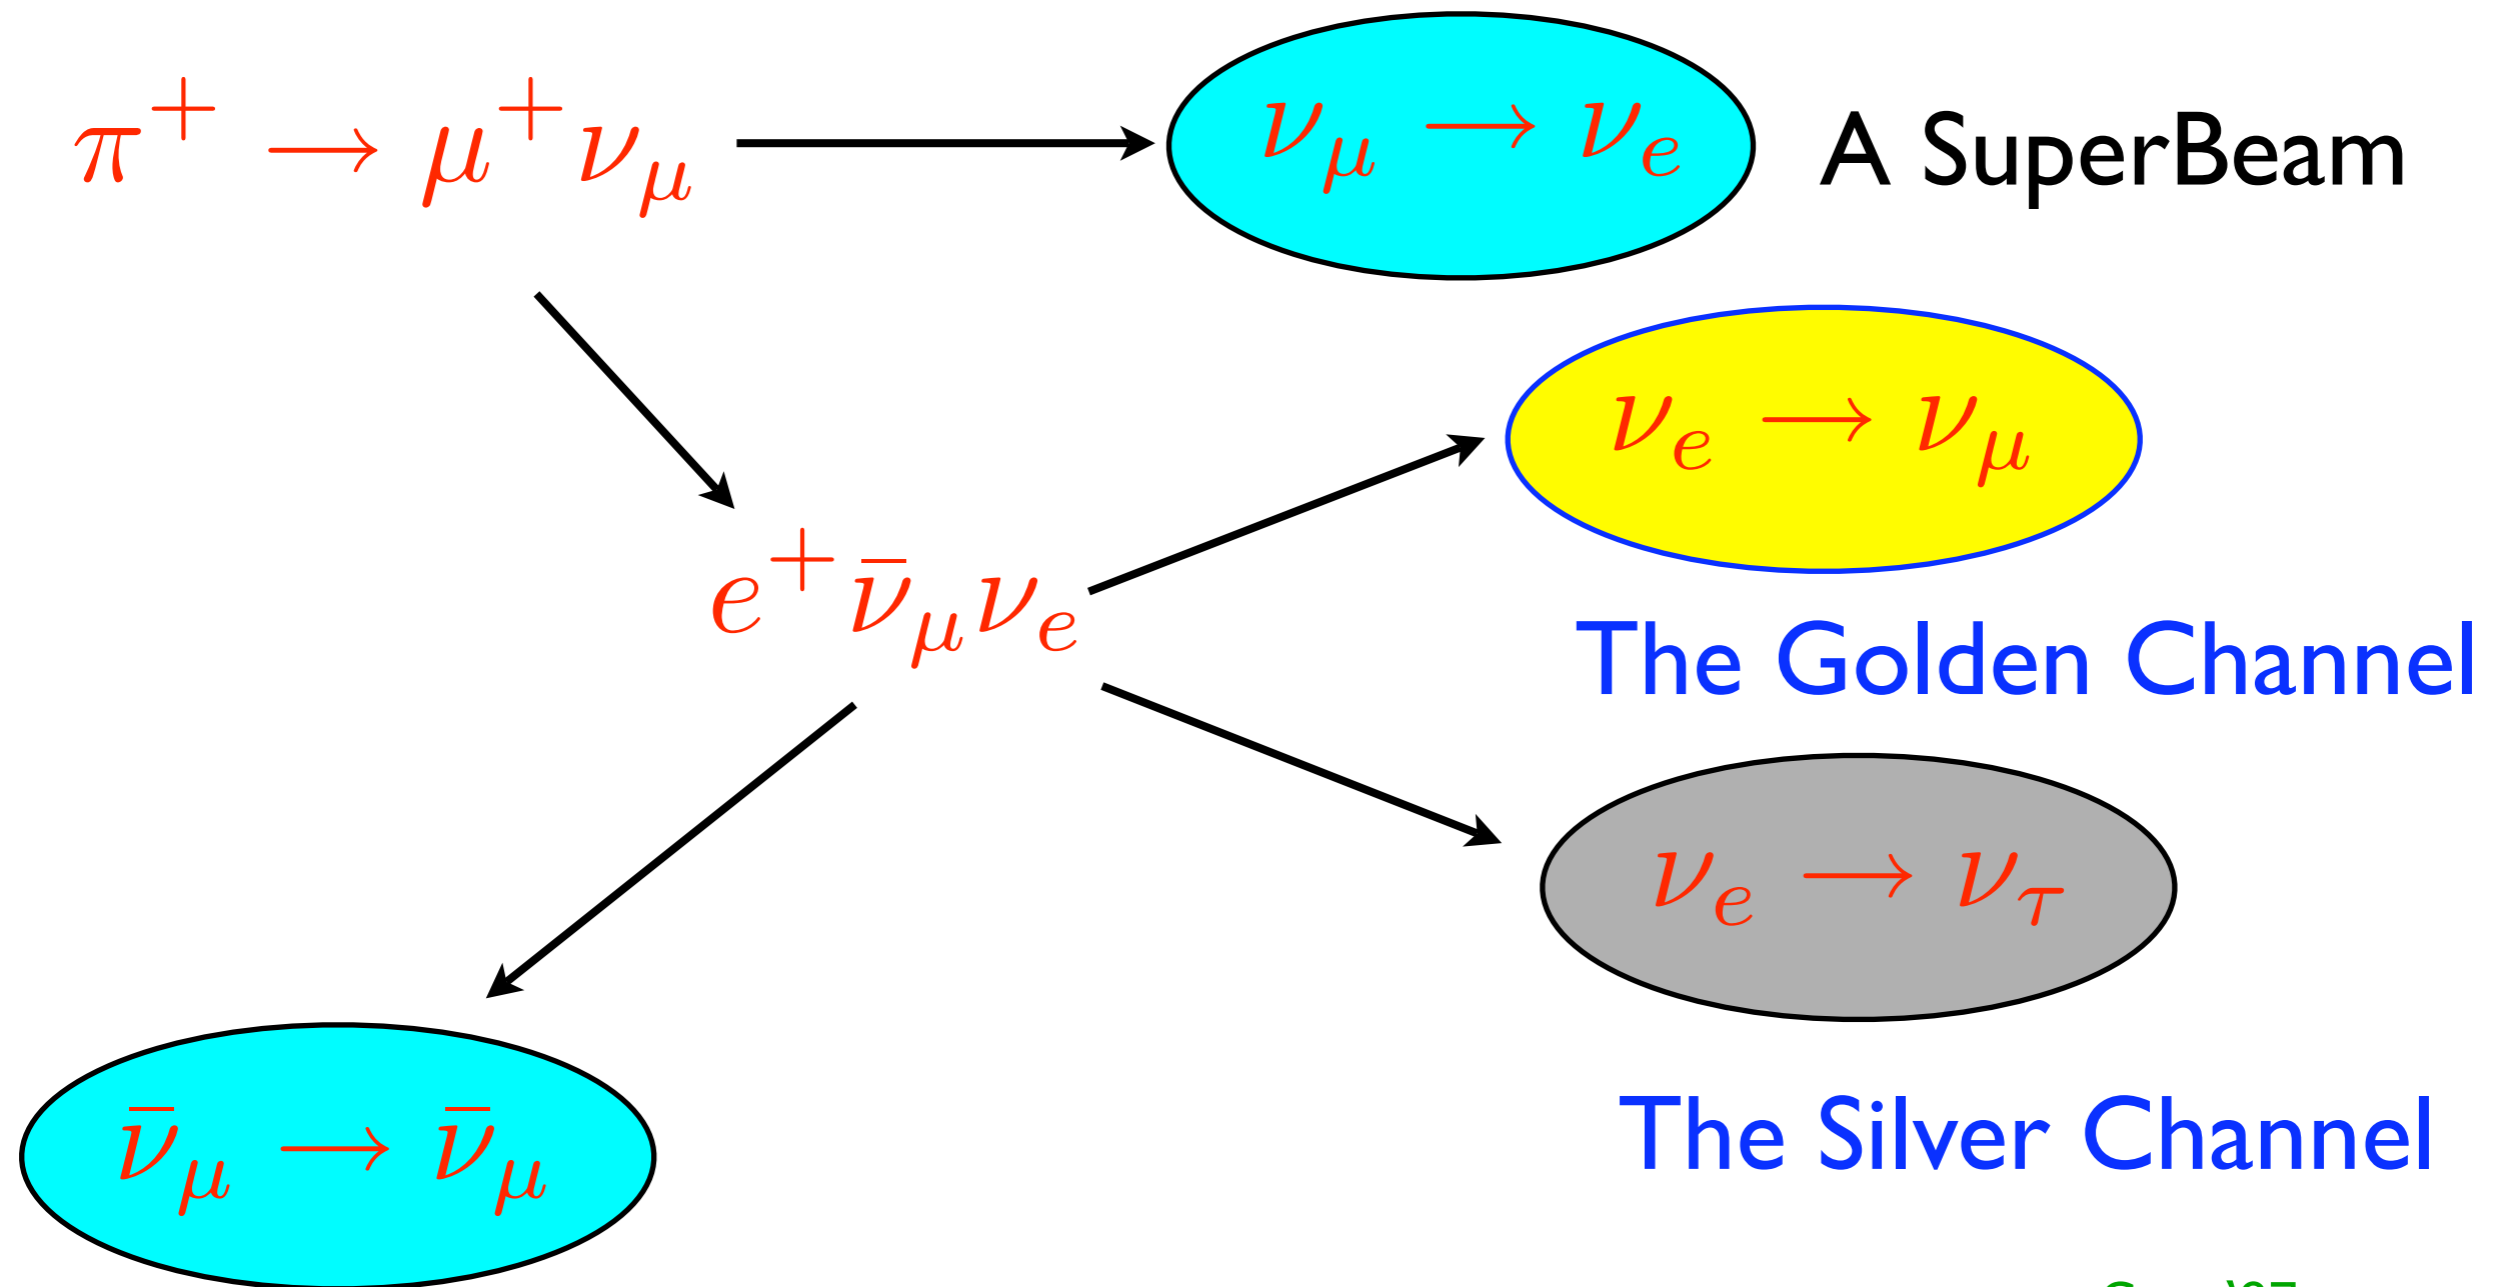 π⁺ → μ⁺ν_μ
ν_μ → ν_e
A SuperBeam
ν_e → ν_μ
e⁺ν̄_μν_e
The Golden Channel
ν_e → ν_τ
The Silver Channel
ν̄_μ → ν̄_μ